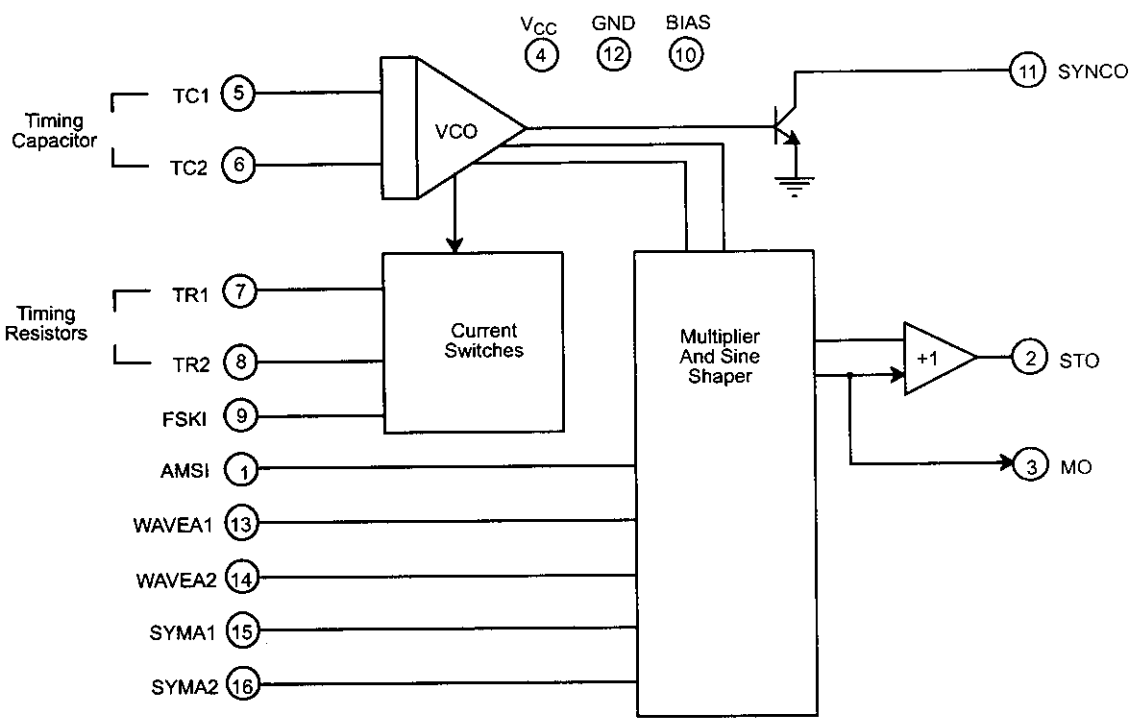 VCC GND BIAS
4 12 10
11 SYNCO
TC1 5
Timing
Capacitor
VCO
TC2 6
TR1 7
Timing
Resistors
TR2 8
Current
Switches
Multiplier
And Sine
Shaper
+1
2 STO
FSKI 9
AMSI 1
3 MO
WAVEA1 13
WAVEA2 14
SYMA1 15
SYMA2 16